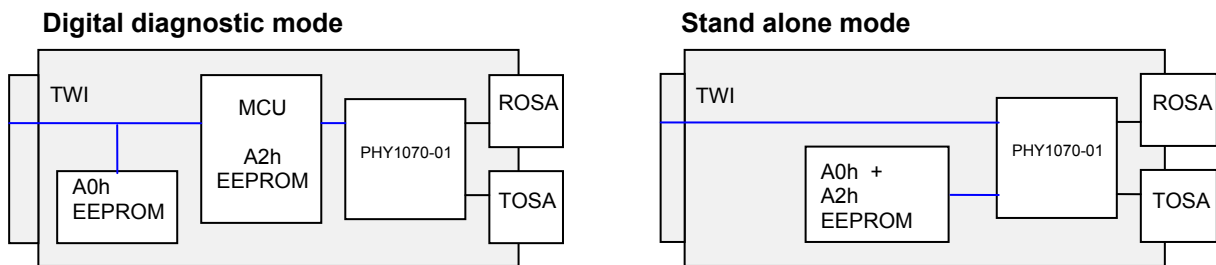 Digital diagnostic mode
TWI
MCU
A2h
EEPROM
A0h
EEPROM
PHY1070-01
ROSA
TOSA
Stand alone mode
TWI
A0h +
A2h
EEPROM
PHY1070-01
ROSA
TOSA